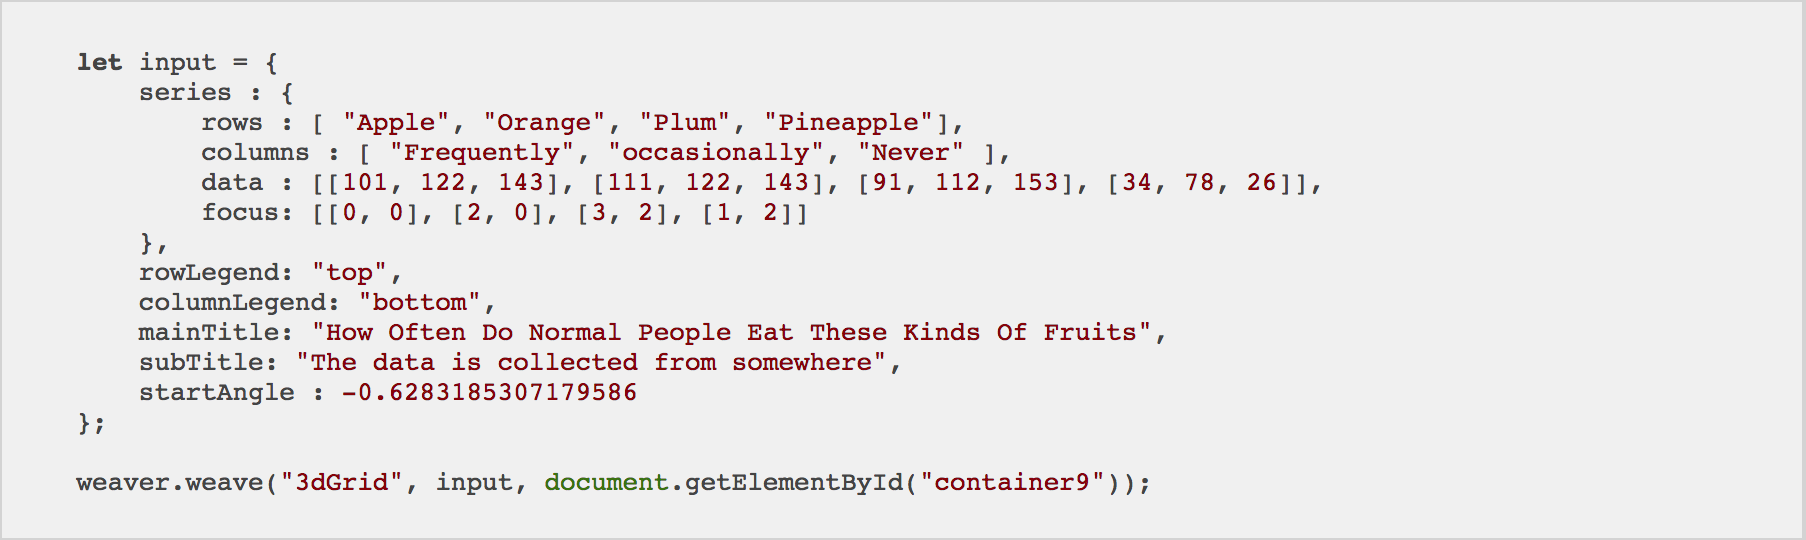 let input = {
    series : {
        rows : [ "Apple", "Orange", "Plum", "Pineapple"],
        columns : [ "Frequently", "occasionally", "Never" ],
        data : [[101, 122, 143], [111, 122, 143], [91, 112, 153], [34, 78, 26]],
        focus: [[0, 0], [2, 0], [3, 2], [1, 2]]
    },
    rowLegend: "top",
    columnLegend: "bottom",
    mainTitle: "How Often Do Normal People Eat These Kinds Of Fruits",
    subTitle: "The data is collected from somewhere",
    startAngle : -0.6283185307179586
};
weaver.weave("3dGrid", input, document.getElementById("container9"));